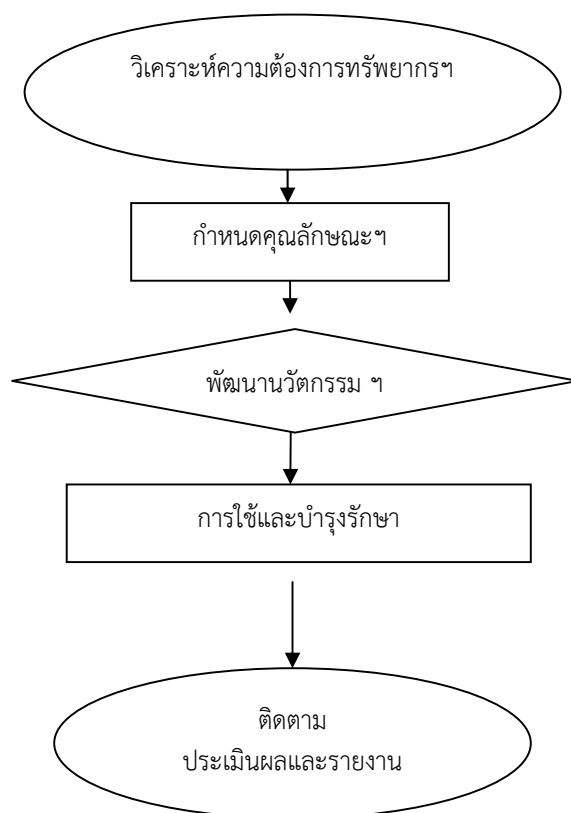 วิเคราะห์ความต้องการทรัพยากรฯ
กำหนดคุณลักษณะฯ
พัฒนานวัตกรรม ฯ
การใช้และบำรุงรักษา
ติดตาม
ประเมินผลและรายงาน